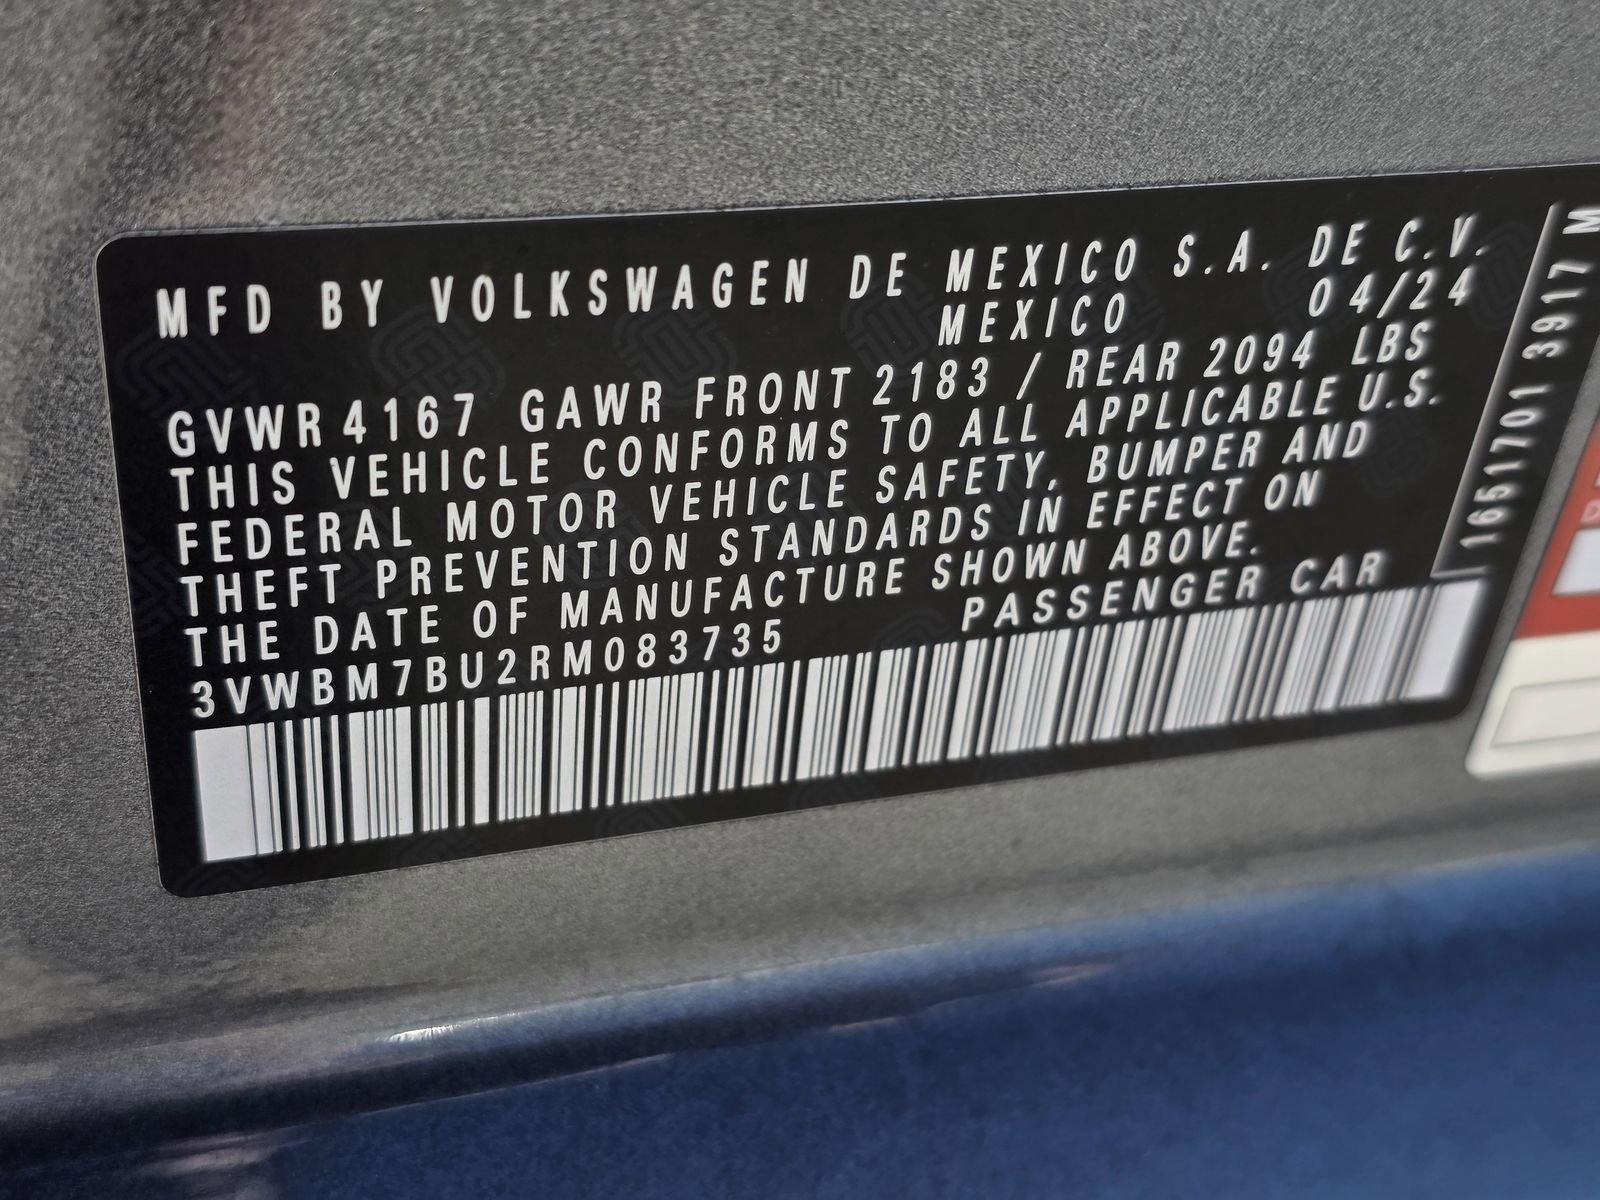 MFD BY VOLKSWAGEN DE MEXICO S.A. DE C.V.
MEXICO 04/24
GVWR 4167 GAWR FRONT 2183 / REAR 2094 LBS
THIS VEHICLE CONFORMS TO ALL APPLICABLE U.S.
FEDERAL MOTOR VEHICLE SAFETY, BUMPER AND
THEFT PREVENTION STANDARDS IN EFFECT ON
THE DATE OF MANUFACTURE SHOWN ABOVE.
3VWBM7BU2RM083735 PASSENGER CAR
1651701 3917 M